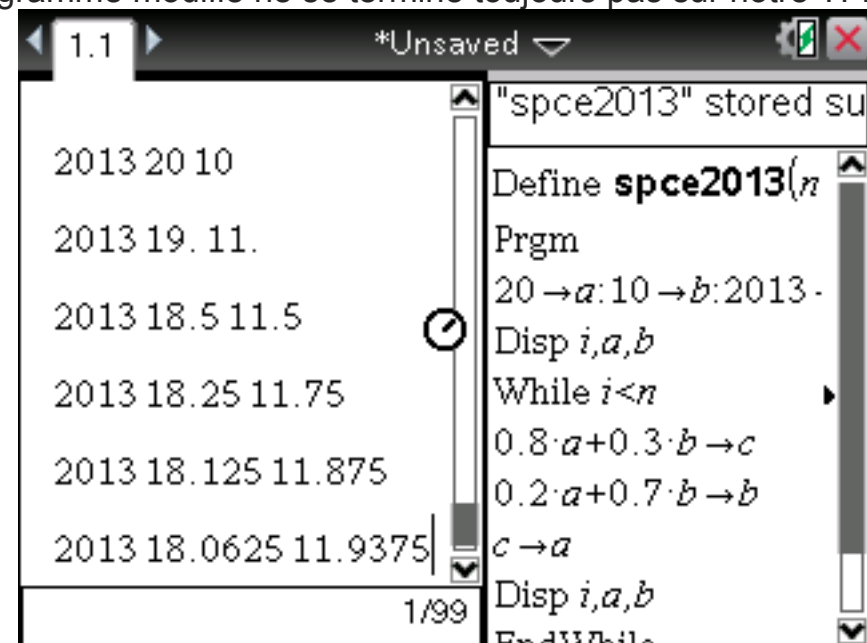 1.1 *Unsaved
2013 20 10
2013 19. 11.
2013 18.5 11.5
2013 18.25 11.75
2013 18.125 11.875
2013 18.0625 11.9375
1/99
"spce2013" stored su
Define spce2013(n
Prgm
20→a:10→b:2013
Disp i,a,b
While i<n
0.8·a+0.3·b→c
0.2·a+0.7·b→b
c→a
Disp i,a,b
EndWhile